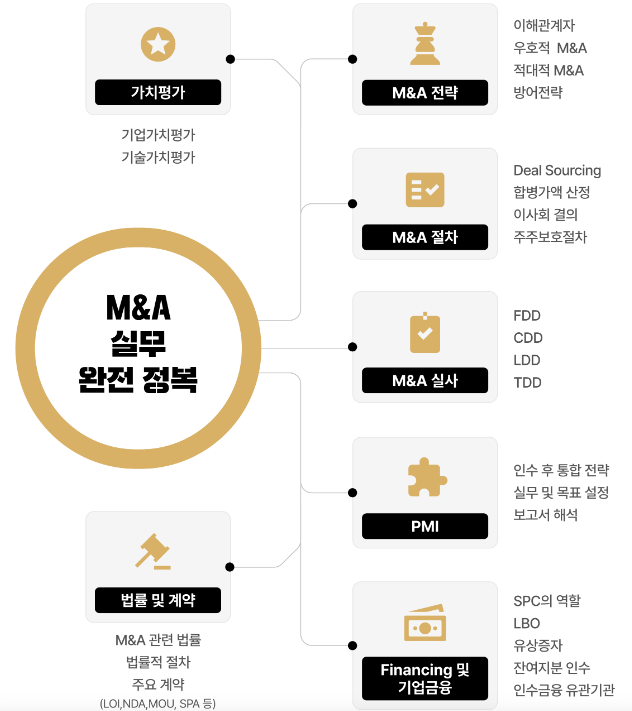 가치평가
기업가치평가
기술가치평가
M&A 전략
이해관계자
우호적 M&A
적대적 M&A
방어전략
M&A 절차
Deal Sourcing
합병가액 산정
이사회 결의
주주보호절차
M&A
실무
완전 정복
M&A 실사
FDD
CDD
LDD
TDD
PMI
인수 후 통합 전략
실무 및 목표 설정
보고서 해석
법률 및 계약
M&A 관련 법률
법률적 절차
주요 계약
(LOI,NDA,MOU, SPA 등)
Financing 및
기업금융
SPC의 역할
LBO
유상증자
잔여지분 인수
인수금융 유관기관